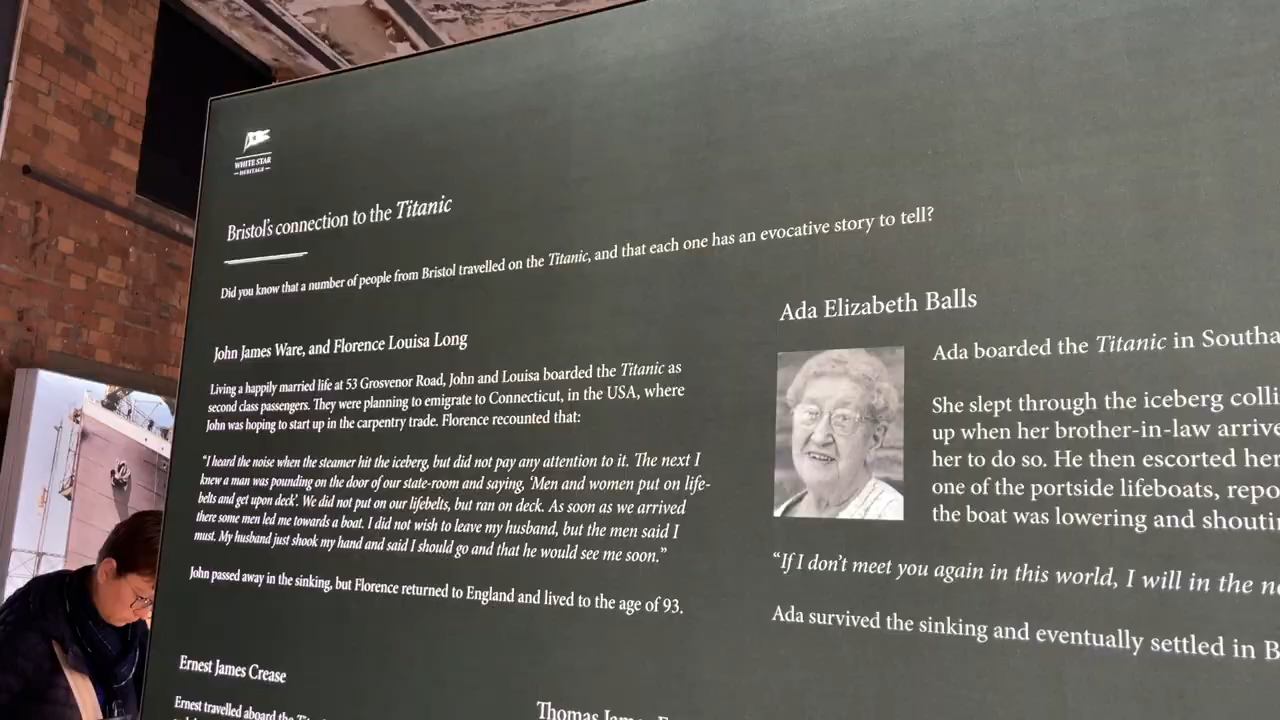 WHITE STAR
HERITAGE
Bristol's connection to the Titanic
Did you know that a number of people from Bristol travelled on the Titanic, and that each one has an evocative story to tell?
John James Ware, and Florence Louisa Long
Living a happily married life at 53 Grosvenor Road, John and Louisa boarded the Titanic as
second class passengers. They were planning to emigrate to Connecticut, in the USA, where
John was hoping to start up in the carpentry trade. Florence recounted that:
“I heard the noise when the steamer hit the iceberg, but did not pay any attention to it. The next I
knew a man was pounding on the door of our state-room and saying, ‘Men and women put on life-
belts and get upon deck’. We did not put on our lifebelts, but ran on deck. As soon as we arrived
there some men led me towards a boat. I did not wish to leave my husband, but the men said I
must. My husband just shook my hand and said I should go and that he would see me soon.”
John passed away in the sinking, but Florence returned to England and lived to the age of 93.
Ernest James Crease
Ernest travelled aboard the
Ada Elizabeth Balls
Ada boarded the Titanic in
She slept through the iceberg
up when her brother-in-law
her to do so. He then escorted her
one of the portside lifeboats,
the boat was lowering and
“If I don’t meet you again in this world, I will in the
Ada survived the sinking and eventually settled in
Thomas James